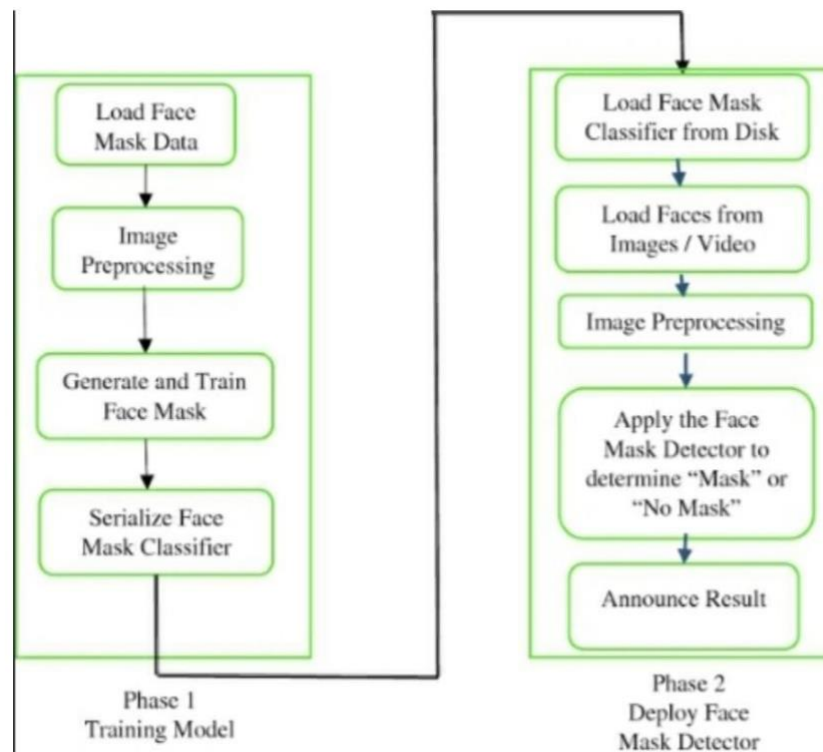 Load Face
Mask Data
Image
Preprocessing
Generate and Train
Face Mask
Serialize Face
Mask Classifier
Phase 1
Training Model
Load Face Mask
Classifier from Disk
Load Faces from
Images / Video
Image Preprocessing
Apply the Face
Mask Detector to
determine “Mask” or
“No Mask”
Announce Result
Phase 2
Deploy Face
Mask Detector